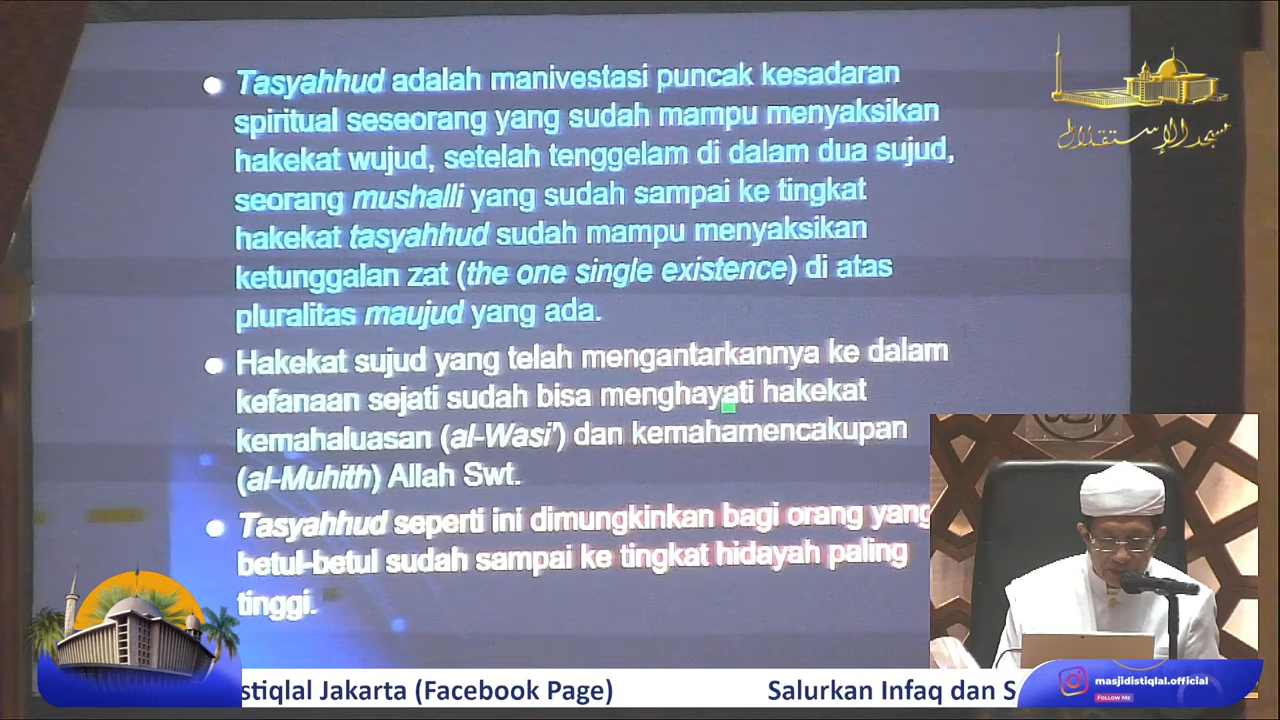 Tasyahhud adalah manivestasi puncak kesadaran
spiritual seseorang yang sudah mampu menyaksikan
hakekat wujud, setelah tenggelam di dalam dua sujud,
seorang mushalli yang sudah sampai ke tingkat
hakekat tasyahhud sudah mampu menyaksikan
ketunggalan zat (the one single existence) di atas
pluralitas maujud yang ada.
Hakekat sujud yang telah mengantarkannya ke dalam
kefanaan sejati sudah bisa menghayati hakekat
kemahaluasan (al-Wasi') dan kemahamencakupan
(al-Muhith) Allah Swt.
Tasyahhud seperti ini dimungkinkan bagi orang yang
betul-betul sudah sampai ke tingkat hidayah paling
tinggi.
مسجد الإستقلال
stiqlal Jakarta (Facebook Page)
Salurkan Infaq dan S
masjidistiqlal.official
FOLLOW ME